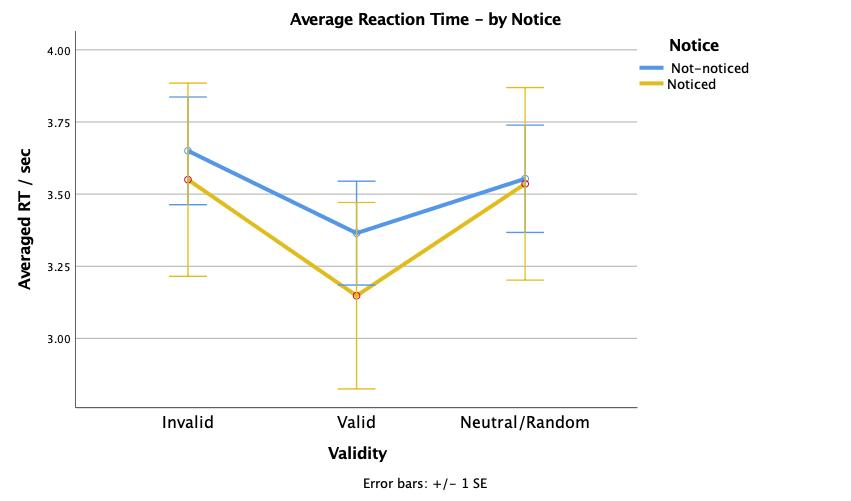 Average Reaction Time – by Notice
Notice
Not-noticed
Noticed
Averaged RT / sec
4.00
3.75
3.50
3.25
3.00
Invalid
Valid
Neutral/Random
Validity
Error bars: +/- 1 SE